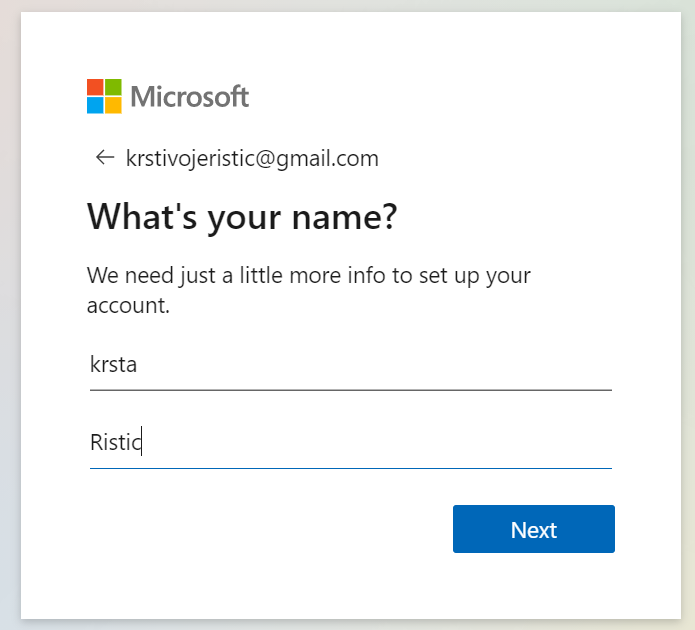 Microsoft
← krstivojeristic@gmail.com
What's your name?
We need just a little more info to set up your
account.
krsta
Ristic
Next